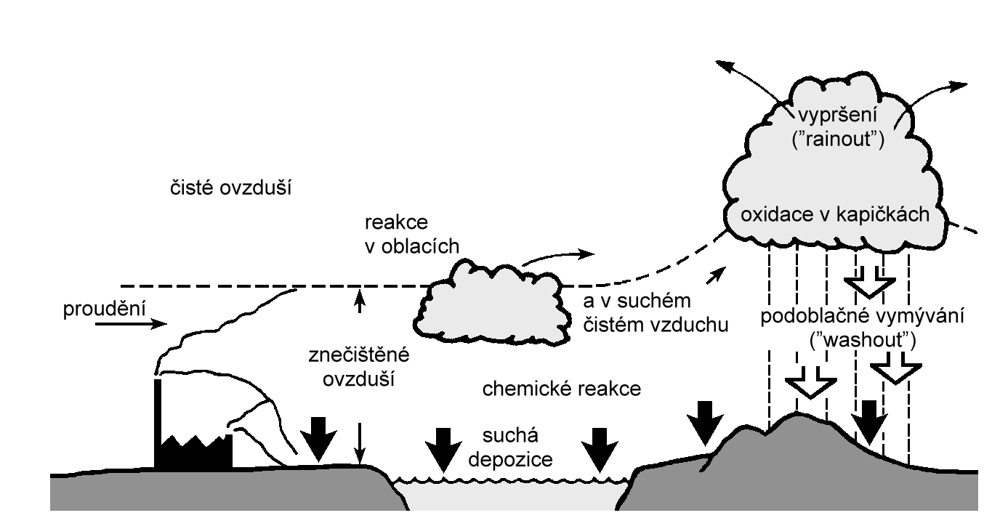 vypršení
(”rainout”)
čisté ovzduší
oxidace v kapičkách
reakce
v oblacích
proudění
a v suchém
čistém vzduchu
podoblačné vymývání
(”washout”)
znečištěné
ovzduší
chemické reakce
suchá
depozice